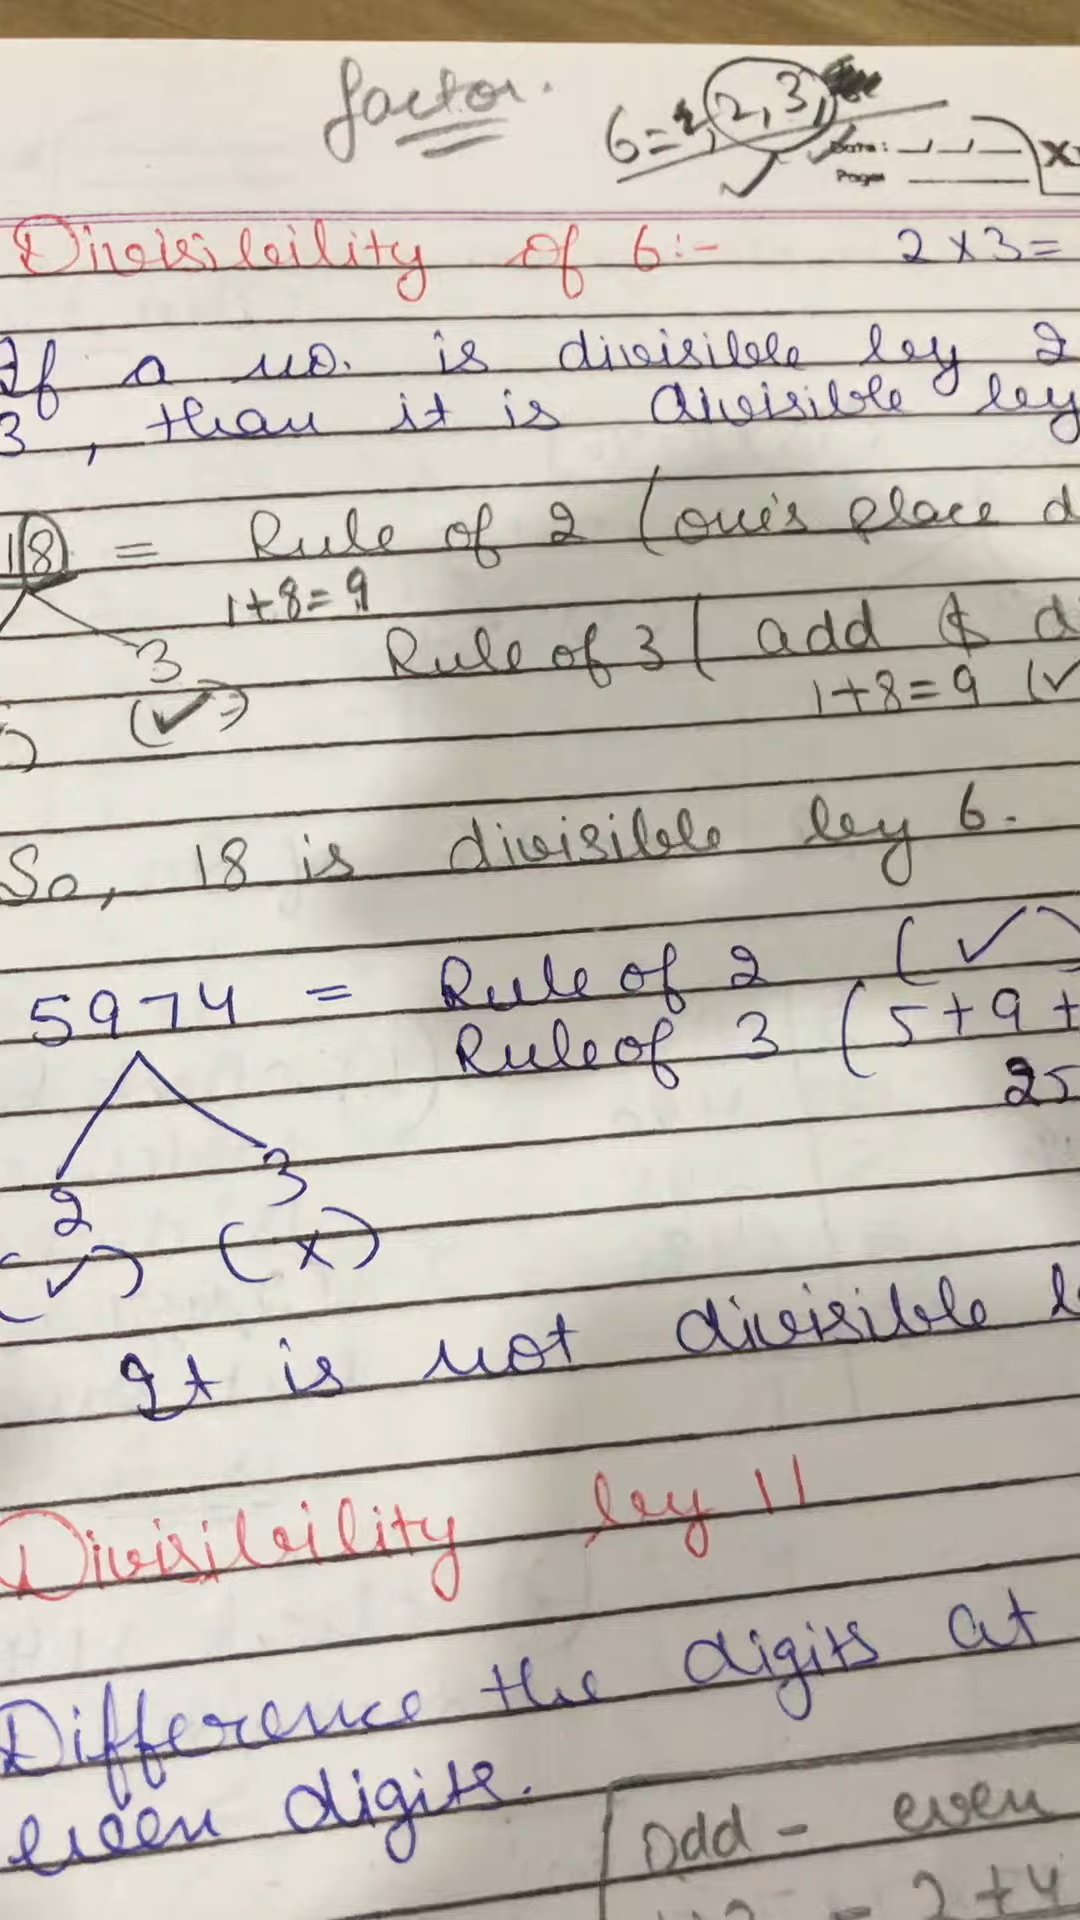 factor.
6 = 1, 2, 3,
Date:
Page
X
Divisibility of 6:-
2 x 3 =
If a no. is divisible by 2
3, than it is divisible by
18 = Rule of 2 (one's place d
1+8=9
3
Rule of 3 ( add & d
(✓)
1+8=9 (✓
So, 18 is divisible by 6.
5974 = Rule of 2 (✓)
Rule of 3 (5+9+
25
2 3
(✓) (x)
It is not divisible b
Divisibility by 11
Difference the digits at
even digits.
Odd - even
- 2+4